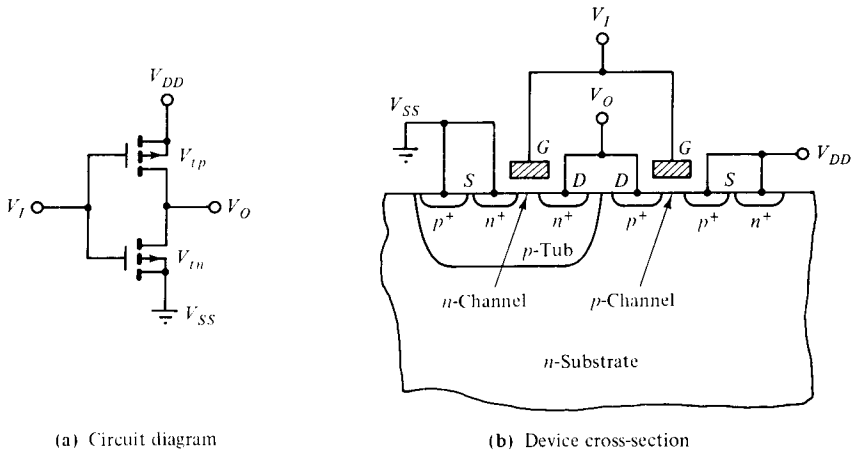 V_DD
V_tp
V_I
V_O
V_tn
V_SS
(a) Circuit diagram
V_I
V_O
V_SS
G
G
V_DD
S
D
D
S
p+
n+
n+
p+
p+
n+
p-Tub
n-Channel
p-Channel
n-Substrate
(b) Device cross-section